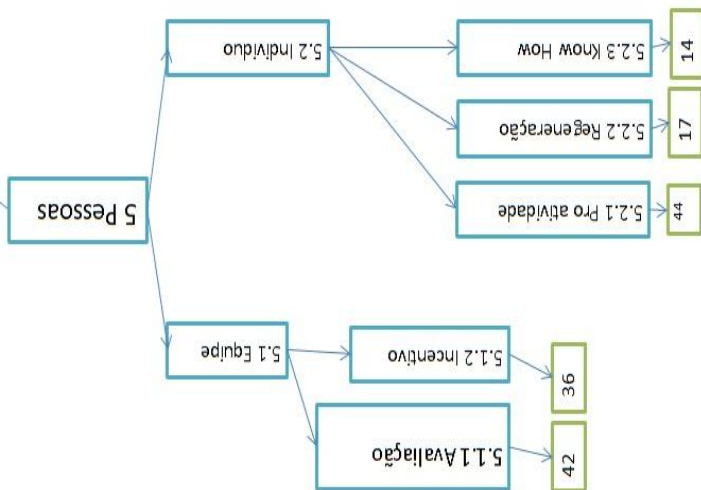 5 Pessoas
5.1 Equipe
5.1.1 Avaliação
42
5.1.2 Incentivo
36
5.2 Individuo
5.2.1 Pro atividade
44
5.2.2 Regeneração
17
5.2.3 Know How
14